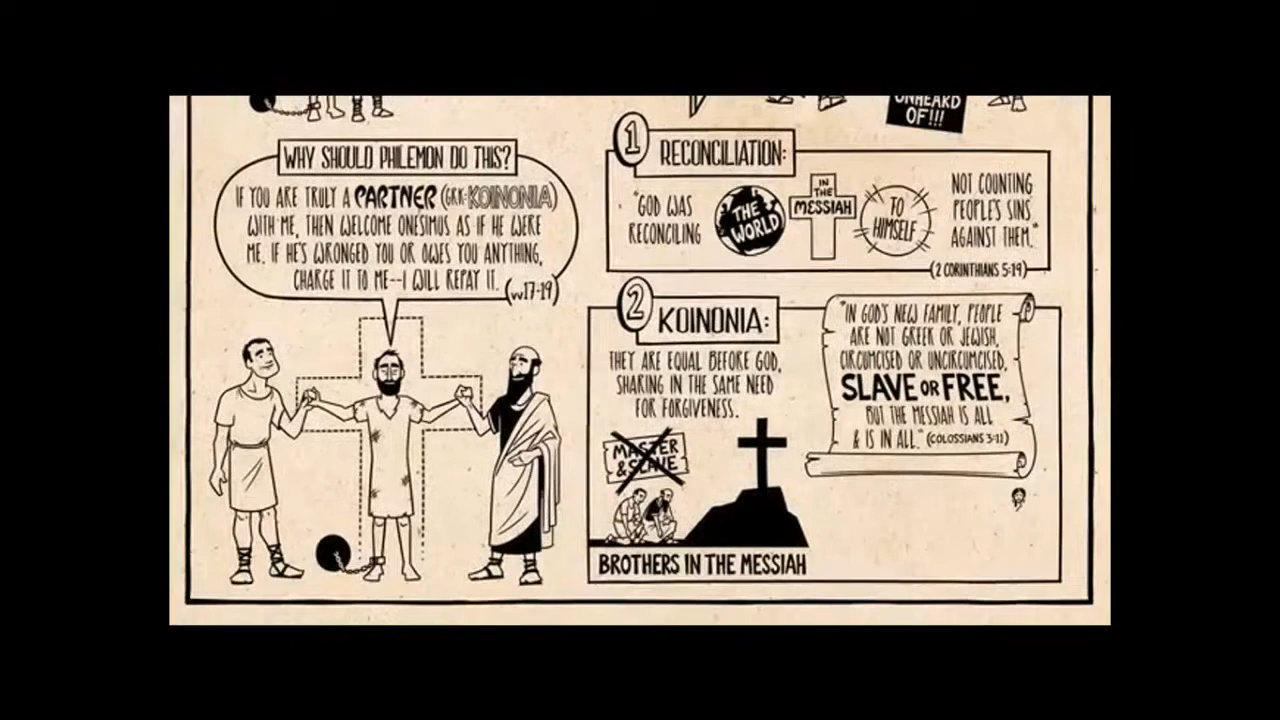 UNHEARD
OF!!!
WHY SHOULD PHILEMON DO THIS?
IF YOU ARE TRULY A PARTNER (GRK: KOINONIA)
WITH ME, THEN WELCOME ONESIMUS AS IF HE WERE
ME. IF HE'S WRONGED YOU OR OWES YOU ANYTHING,
CHARGE IT TO ME--I WILL REPAY IT.
(vv17-19)
1 RECONCILIATION:
"GOD WAS
RECONCILING
THE
WORLD
IN
THE
MESSIAH
TO
HIMSELF
NOT COUNTING
PEOPLE'S SINS
AGAINST THEM."
(2 CORINTHIANS 5:19)
2 KOINONIA:
THEY ARE EQUAL BEFORE GOD,
SHARING IN THE SAME NEED
FOR FORGIVENESS.
MASTER
& SLAVE
BROTHERS IN THE MESSIAH
"IN GOD'S NEW FAMILY, PEOPLE
ARE NOT GREEK OR JEWISH,
CIRCUMCISED OR UNCIRCUMCISED,
SLAVE OR FREE,
BUT THE MESSIAH IS ALL
& IS IN ALL." (COLOSSIANS 3:11)